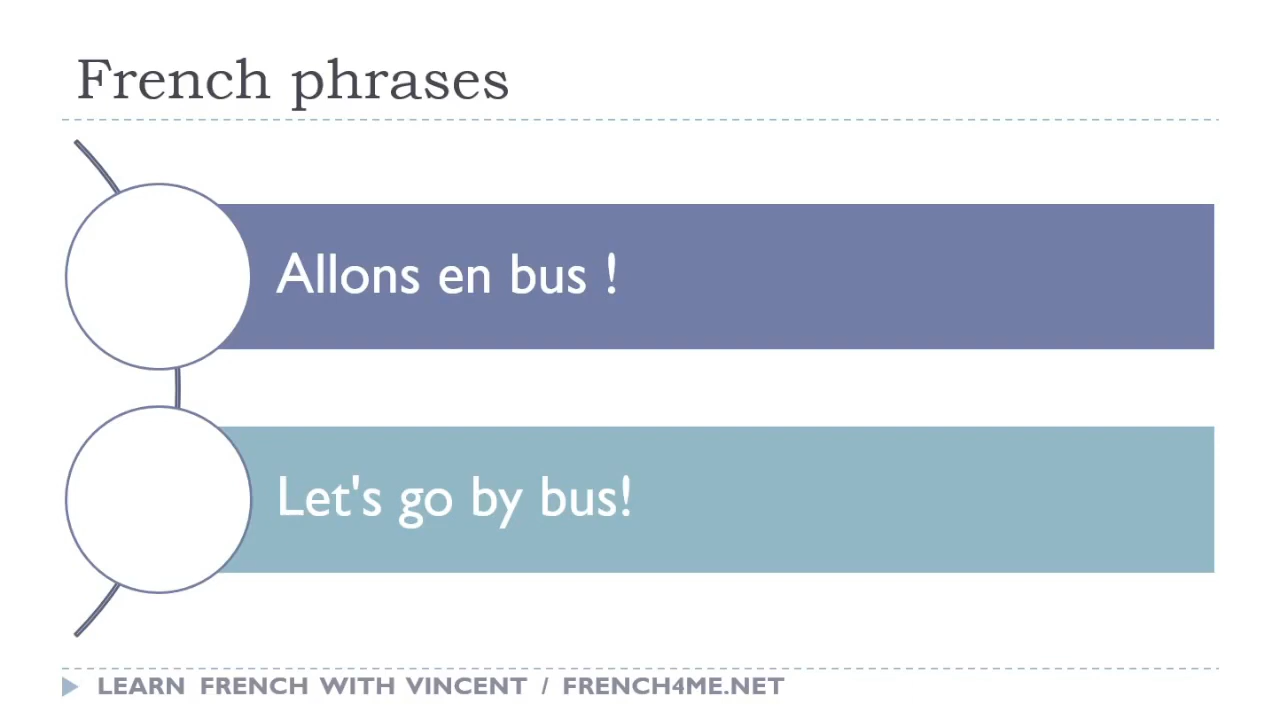 French phrases
Allons en bus !
Let's go by bus!
LEARN FRENCH WITH VINCENT / FRENCH4ME.NET